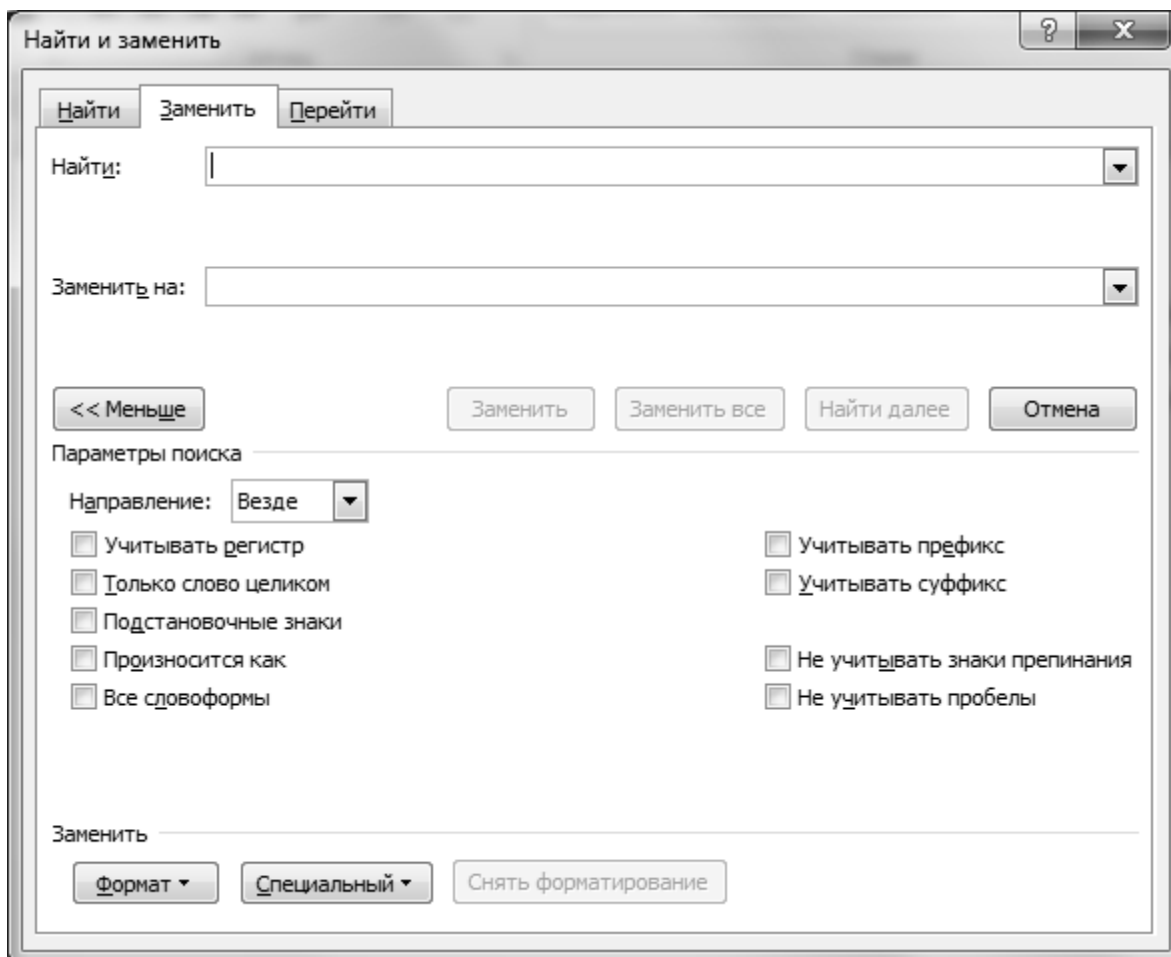 Найти и заменить
Найти Заменить Перейти
Найти:
Заменить на:
<< Меньше Заменить Заменить все Найти далее Отмена
Параметры поиска
Направление: Везде
Учитывать регистр Учитывать префикс
Только слово целиком Учитывать суффикс
Подстановочные знаки
Произносится как Не учитывать знаки препинания
Все словоформы Не учитывать пробелы
Заменить
Формат Специальный Снять форматирование